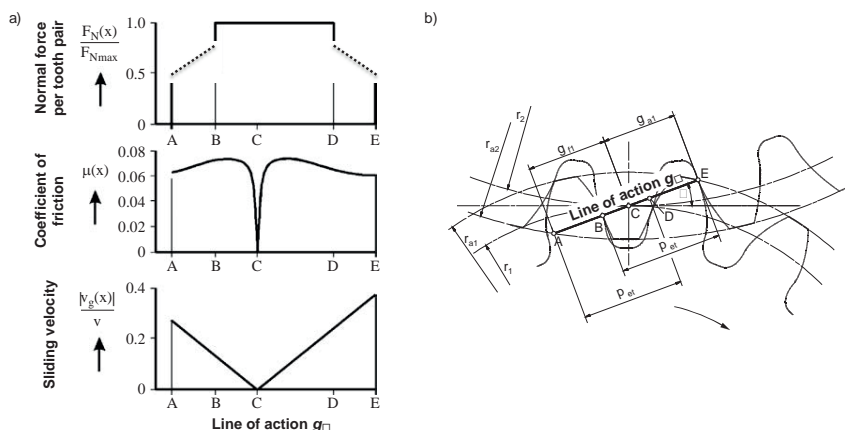 a)
Normal force
per tooth pair
F_N(x)
F_Nmax
1.0
0.5
0
A B C D E
Coefficient of
friction
μ(x)
0.08
0.06
0.04
0.02
0
A B C D E
Sliding velocity
|v_g(x)|
v
0.4
0.2
0
A B C D E
Line of action g□
b)
r_2
r_a2
g_f1
g_a1
E
Line of action g□
C
D
B
A
p_et
p_et
r_a1
r_1